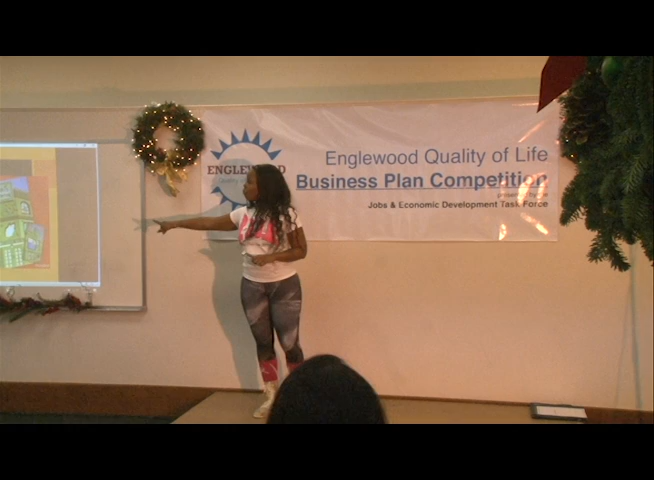 ENGLEWOOD
Englewood Quality of Life
Business Plan Competition
Jobs & Economic Development Task Force